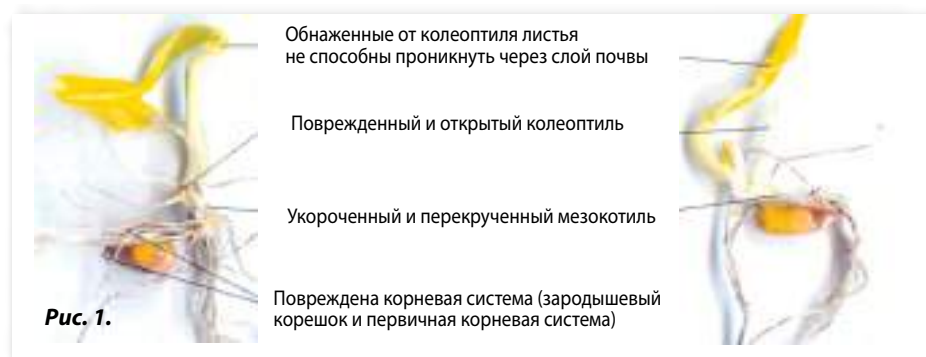 Обнаженные от колеоптиля листья
не способны проникнуть через слой почвы
Поврежденный и открытый колеоптиль
Укороченный и перекрученный мезокотиль
Повреждена корневая система (зародышевый
корешок и первичная корневая система)
Рис. 1.